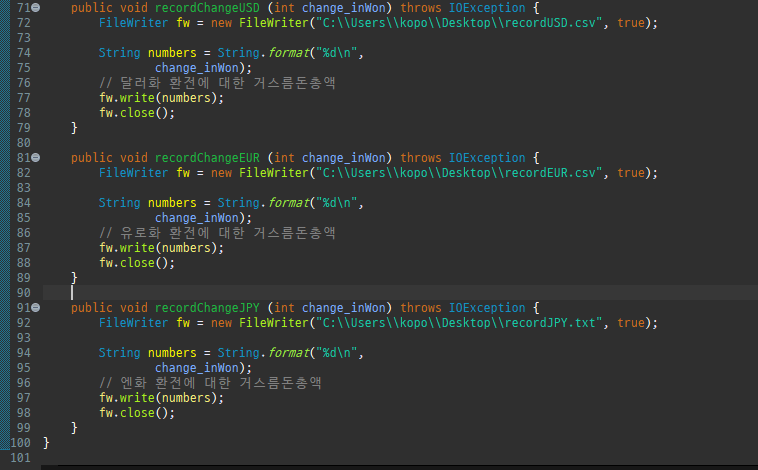 71 public void recordChangeUSD (int change_inWon) throws IOException {
72 FileWriter fw = new FileWriter("C:\\Users\\kopo\\Desktop\\recordUSD.csv", true);
73
74 String numbers = String.format("%d\n",
75 change_inWon);
76 // 달러화 환전에 대한 거스름돈총액
77 fw.write(numbers);
78 fw.close();
79 }
80
81 public void recordChangeEUR (int change_inWon) throws IOException {
82 FileWriter fw = new FileWriter("C:\\Users\\kopo\\Desktop\\recordEUR.csv", true);
83
84 String numbers = String.format("%d\n",
85 change_inWon);
86 // 유로화 환전에 대한 거스름돈총액
87 fw.write(numbers);
88 fw.close();
89 }
90
91 public void recordChangeJPY (int change_inWon) throws IOException {
92 FileWriter fw = new FileWriter("C:\\Users\\kopo\\Desktop\\recordJPY.txt", true);
93
94 String numbers = String.format("%d\n",
95 change_inWon);
96 // 엔화 환전에 대한 거스름돈총액
97 fw.write(numbers);
98 fw.close();
99 }
100 }
101